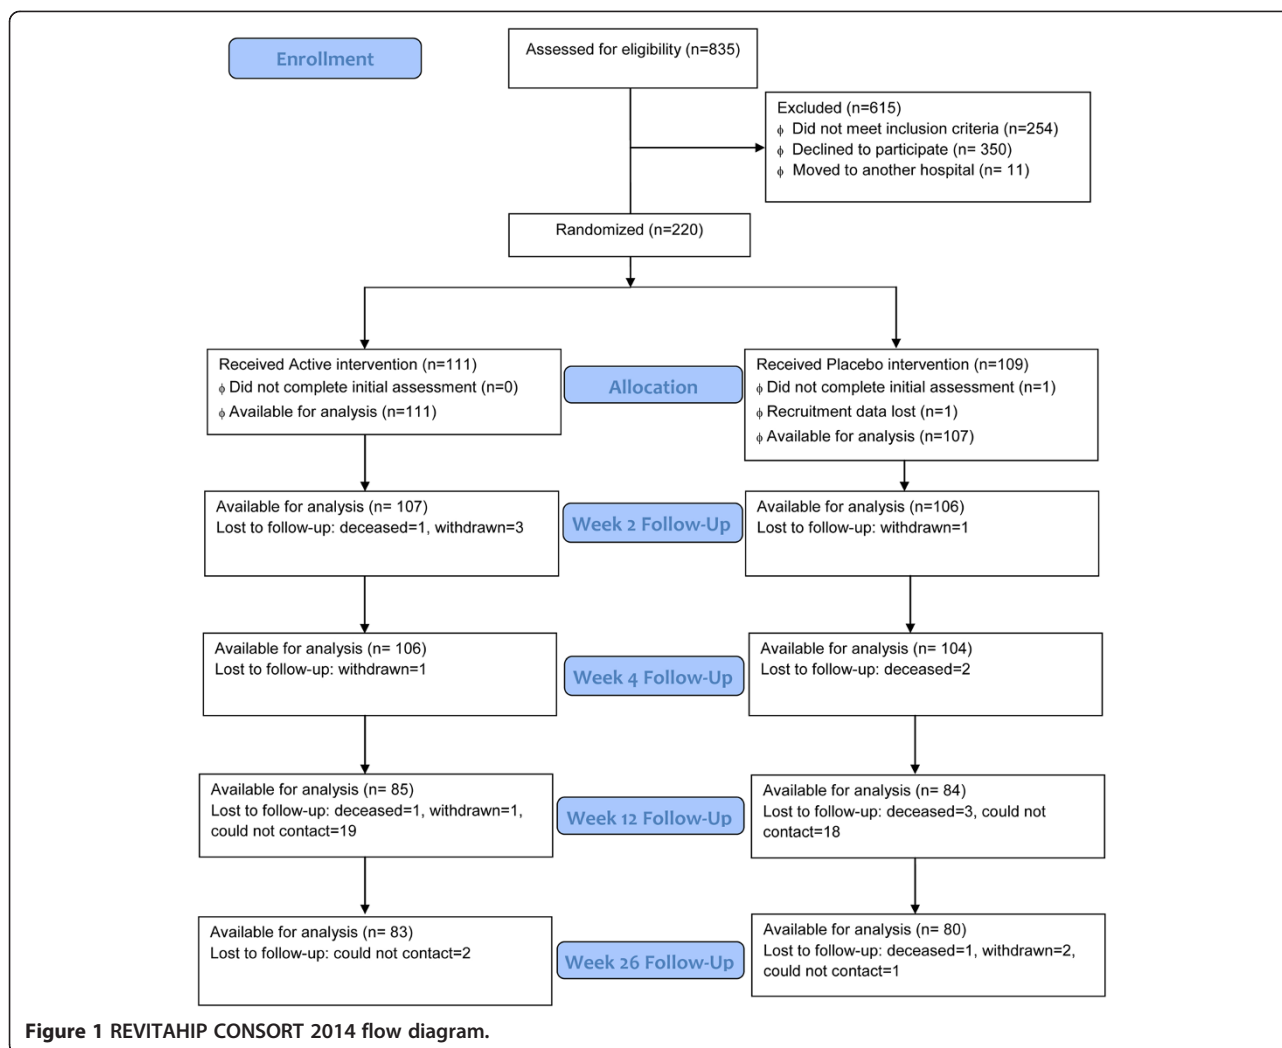 Enrollment
Assessed for eligibility (n=835)
Excluded (n=615)
ϕ Did not meet inclusion criteria (n=254)
ϕ Declined to participate (n= 350)
ϕ Moved to another hospital (n= 11)
Randomized (n=220)
Received Active intervention (n=111)
ϕ Did not complete initial assessment (n=0)
ϕ Available for analysis (n=111)
Allocation
Received Placebo intervention (n=109)
ϕ Did not complete initial assessment (n=1)
ϕ Recruitment data lost (n=1)
ϕ Available for analysis (n=107)
Available for analysis (n= 107)
Lost to follow-up: deceased=1, withdrawn=3
Week 2 Follow-Up
Available for analysis (n=106)
Lost to follow-up: withdrawn=1
Available for analysis (n= 106)
Lost to follow-up: withdrawn=1
Week 4 Follow-Up
Available for analysis (n= 104)
Lost to follow-up: deceased=2
Available for analysis (n= 85)
Lost to follow-up: deceased=1, withdrawn=1,
could not contact=19
Week 12 Follow-Up
Available for analysis (n= 84)
Lost to follow-up: deceased=3, could not
contact=18
Available for analysis (n= 83)
Lost to follow-up: could not contact=2
Week 26 Follow-Up
Available for analysis (n= 80)
Lost to follow-up: deceased=1, withdrawn=2,
could not contact=1
Figure 1 REVITAHIP CONSORT 2014 flow diagram.